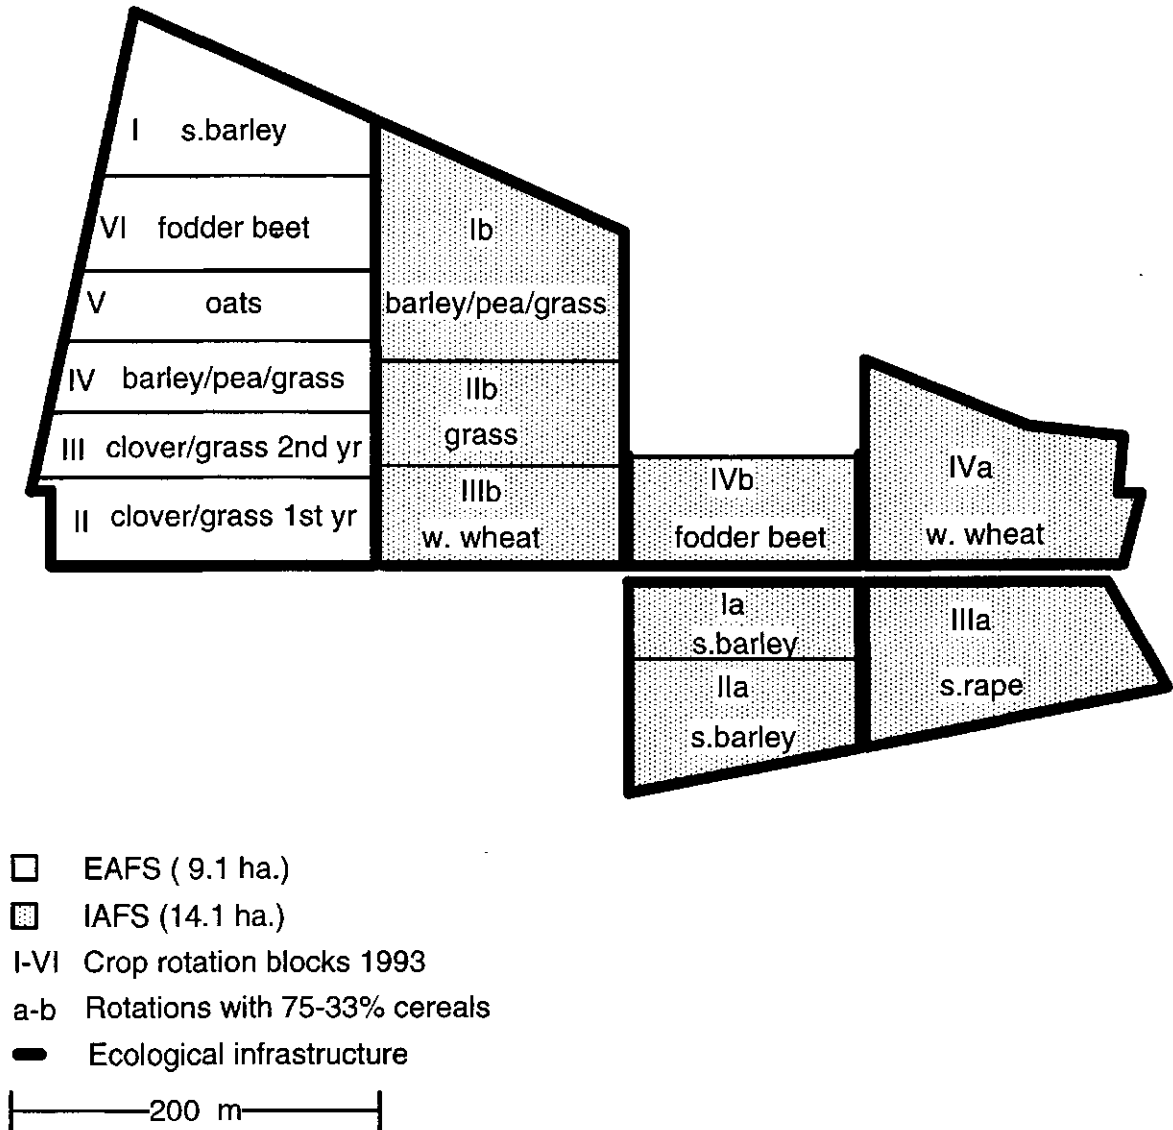 I s.barley
VI fodder beet
V oats
IV barley/pea/grass
III clover/grass 2nd yr
II clover/grass 1st yr
Ib
barley/pea/grass
IIb
grass
IIIb
w. wheat
IVb
fodder beet
IVa
w. wheat
Ia
s.barley
IIa
s.barley
IIIa
s.rape
EAFS ( 9.1 ha.)
IAFS (14.1 ha.)
I-VI Crop rotation blocks 1993
a-b Rotations with 75-33% cereals
Ecological infrastructure
200 m